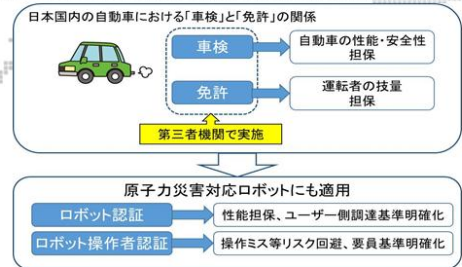 日本国内の自動車における「車検」と「免許」の関係
車検
自動車の性能・安全性
担保
免許
運転者の技量
担保
第三者機関で実施
原子力災害対応ロボットにも適用
ロボット認証
性能担保、ユーザー側調達基準明確化
ロボット操作者認証
操作ミス等リスク回避、要員基準明確化